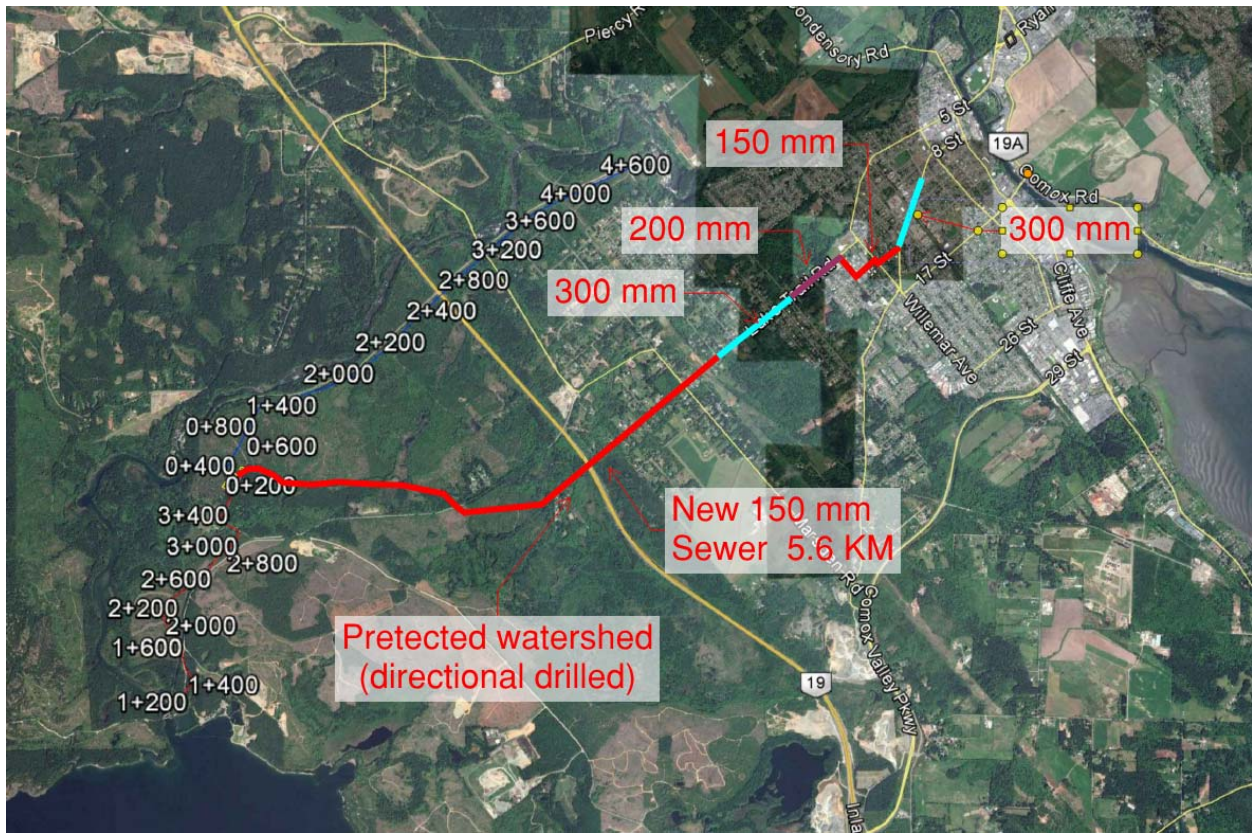 Piercy R
Condensory Rd
Ryan
5 St
8 St
19A
Comox Rd
150 mm
4+600
4+000
3+600
3+200
200 mm
300 mm
2+800
300 mm
17 St
Cliffe Ave
2+400
Willemar Ave
26 St
29 St
2+200
2+000
1+400
0+800
0+600
0+400
0+200
3+400
3+000
2+800
New 150 mm
Sewer 5.6 KM
2+600
2+200
2+000
1+600
Pretected watershed
(directional drilled)
Comox Valley Pkwy
1+400
1+200
19